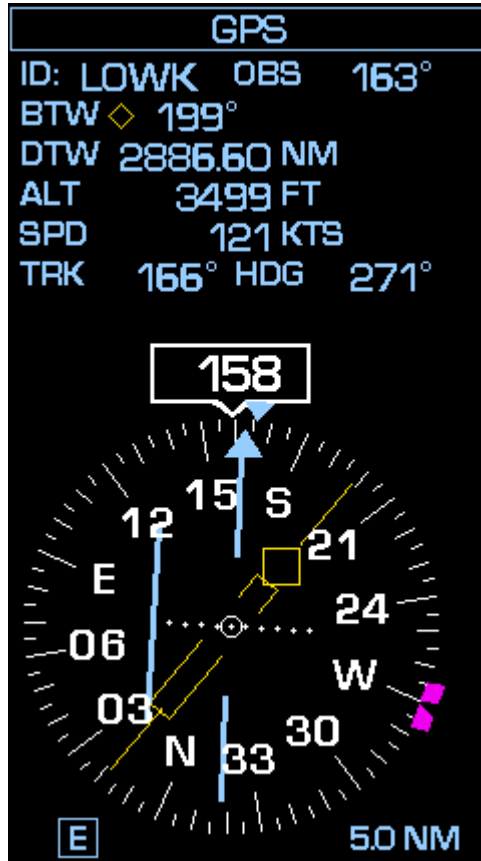 GPS
ID: LOWK OBS 163°
BTW ◇ 199°
DTW 2886.60 NM
ALT 3499 FT
SPD 121 KTS
TRK 166° HDG 271°
158
15 S
12 21
E 24
06 W
03 30
N 33
E 5.0 NM